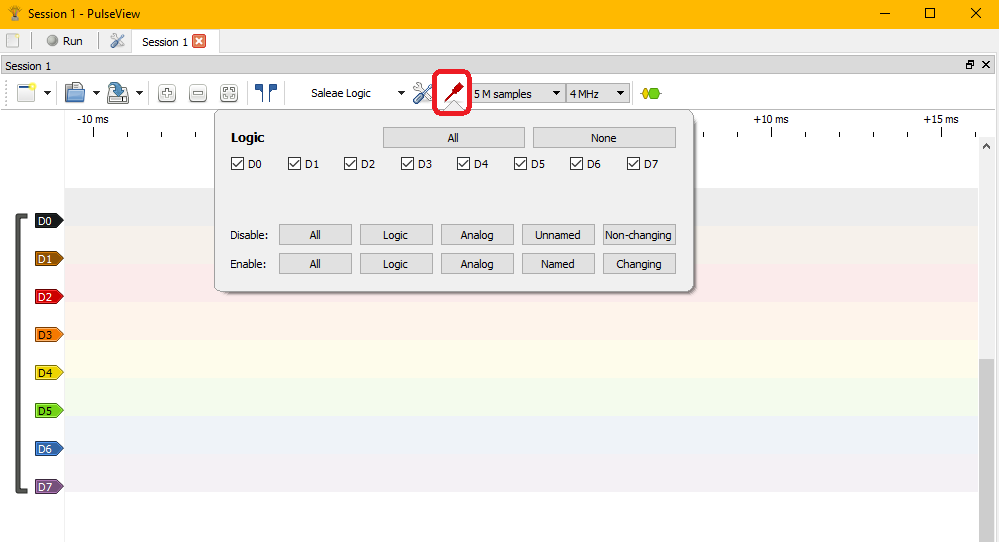 Session 1 - PulseView
Run
Session 1
Session 1
Saleae Logic
5 M samples
4 MHz
-10 ms
+10 ms
+15 ms
Logic
All
None
D0
D1
D2
D3
D4
D5
D6
D7
Disable:
All
Logic
Analog
Unnamed
Non-changing
Enable:
All
Logic
Analog
Named
Changing
D0
D1
D2
D3
D4
D5
D6
D7